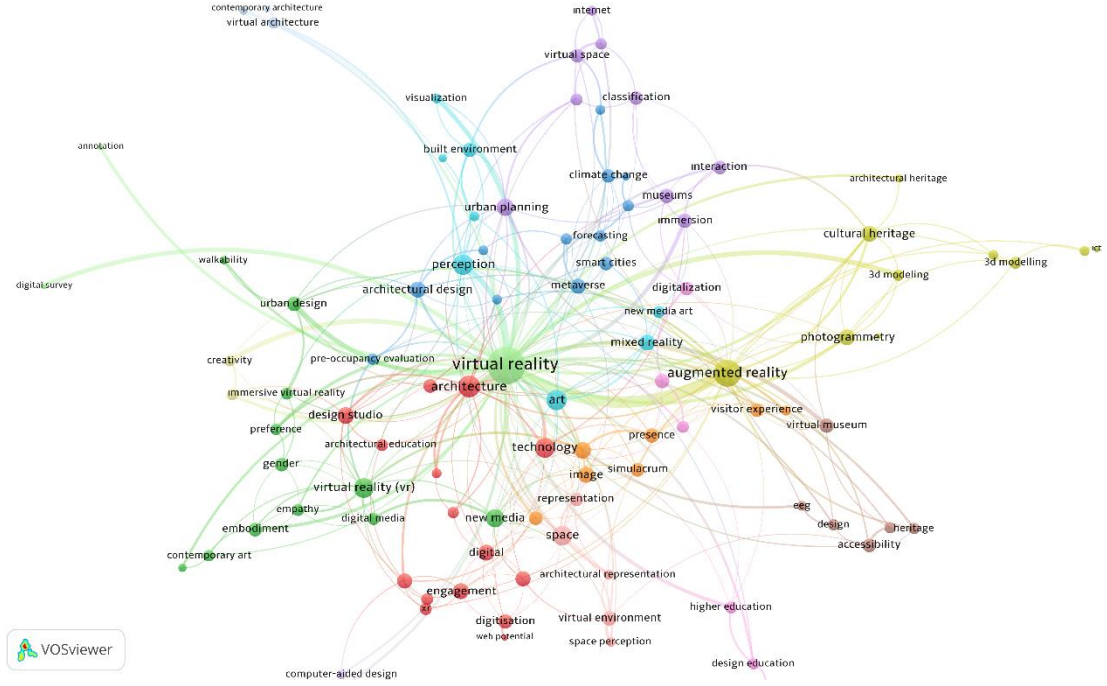 contemporary architecture
internet
virtual architecture
virtual space
visualization
classification
annotation
built environment
climate change
interaction
architectural heritage
museums
urban planning
immersion
cultural heritage
forecasting
walkability
perception
smart cities
3d modelling
3d modeling
digital survey
architectural design
metaverse
digitalization
urban design
new media art
photogrammetry
mixed reality
creativity
pre-occupancy evaluation
virtual reality
augmented reality
architecture
immersive virtual reality
art
visitor experience
design studio
virtual museum
preference
presence
architectural education
technology
gender
image
simulacrum
virtual reality (vr)
representation
eeg
empathy
digital media
new media
design
heritage
embodiment
space
accessibility
digital
contemporary art
architectural representation
engagement
xr
higher education
digitisation
virtual environment
web potential
space perception
design education
computer-aided design
VOSviewer